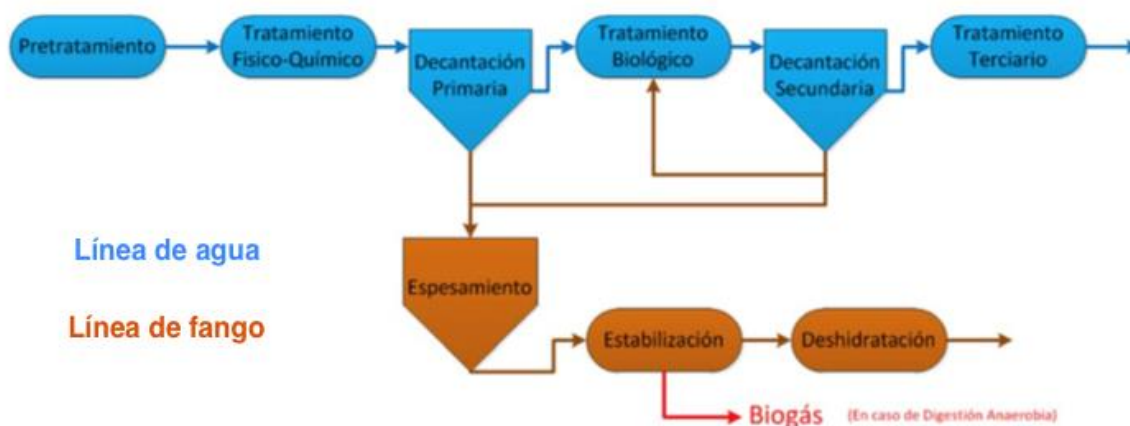 Pretratamiento
Tratamiento
Físico-Químico
Decantación
Primaria
Tratamiento
Biológico
Decantación
Secundaria
Tratamiento
Terciario
Línea de agua
Línea de fango
Espesamiento
Estabilización
Deshidratación
Biogás (En caso de Digestión Anaerobia)